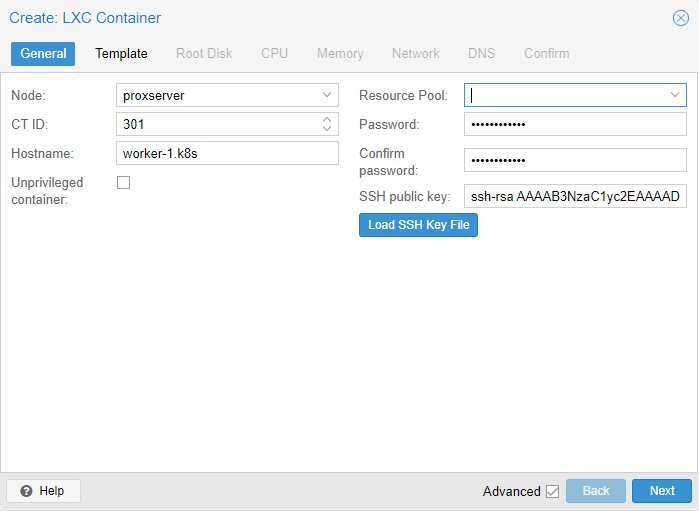 Create: LXC Container
General Template Root Disk CPU Memory Network DNS Confirm
Node: proxserver
CT ID: 301
Hostname: worker-1.k8s
Unprivileged
container:
Resource Pool:
Password: ••••••••••••
Confirm
password: ••••••••••••
SSH public key: ssh-rsa AAAAB3NzaC1yc2EAAAAD
Load SSH Key File
Help Advanced Back Next